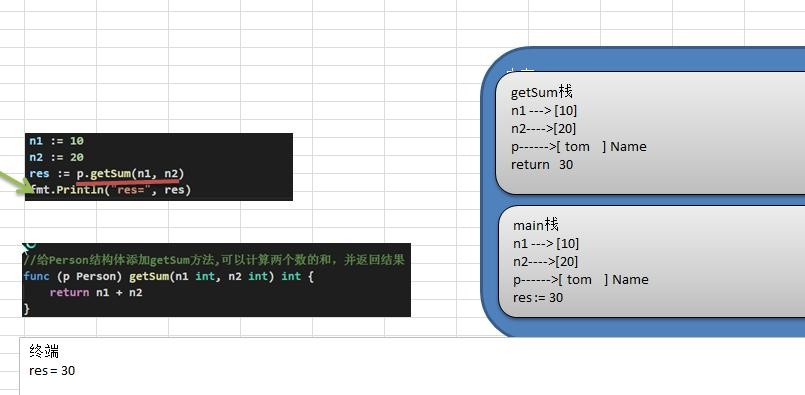 n1 := 10
n2 := 20
res := p.getSum(n1, n2)
fmt.Println("res=", res)
//给Person结构体添加getSum方法,可以计算两个数的和，并返回结果
func (p Person) getSum(n1 int, n2 int) int {
return n1 + n2
}
getSum栈
n1 ---> [10]
n2---->[20]
p------>[ tom ] Name
return 30
main栈
n1 ---> [10]
n2---->[20]
p------>[ tom ] Name
res := 30
终端
res = 30